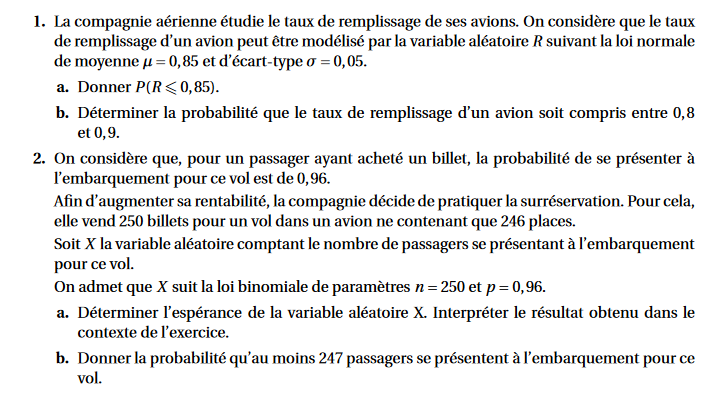 1. La compagnie aérienne étudie le taux de remplissage de ses avions. On considère que le taux
de remplissage d'un avion peut être modélisé par la variable aléatoire R suivant la loi normale
de moyenne μ = 0,85 et d'écart-type σ = 0,05.
a. Donner P(R ⩽ 0,85).
b. Déterminer la probabilité que le taux de remplissage d'un avion soit compris entre 0,8
et 0,9.
2. On considère que, pour un passager ayant acheté un billet, la probabilité de se présenter à
l'embarquement pour ce vol est de 0,96.
Afin d'augmenter sa rentabilité, la compagnie décide de pratiquer la surréservation. Pour cela,
elle vend 250 billets pour un vol dans un avion ne contenant que 246 places.
Soit X la variable aléatoire comptant le nombre de passagers se présentant à l'embarquement
pour ce vol.
On admet que X suit la loi binomiale de paramètres n = 250 et p = 0,96.
a. Déterminer l'espérance de la variable aléatoire X. Interpréter le résultat obtenu dans le
contexte de l'exercice.
b. Donner la probabilité qu'au moins 247 passagers se présentent à l'embarquement pour ce
vol.